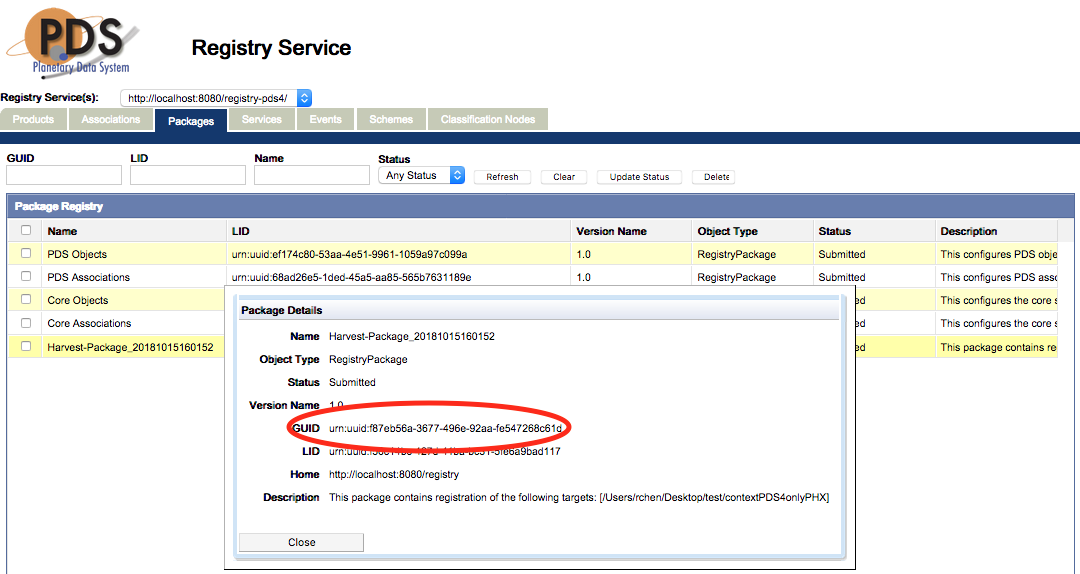 PDS
Planetary Data System
Registry Service
Registry Service(s): http://localhost:8080/registry-pds4/
Products Associations Packages Services Events Schemes Classification Nodes
GUID LID Name Status
Any Status Refresh Clear Update Status Delete
Package Registry
Name LID Version Name Object Type Status Description
PDS Objects urn:uuid:ef174c80-53aa-4e51-9961-1059a97c099a 1.0 RegistryPackage Submitted This configures PDS obje
PDS Associations urn:uuid:68ad26e5-1ded-45a5-aa85-565b7631189e 1.0 RegistryPackage Submitted This configures PDS asso
Core Objects ed This configures the core s
Core Associations ed This configures the core s
Harvest-Package_20181015160152 ed This package contains re
Package Details
Name Harvest-Package_20181015160152
Object Type RegistryPackage
Status Submitted
Version Name 1.0
GUID urn:uuid:f87eb56a-3677-496e-92aa-fe547268c61d
LID
Home http://localhost:8080/registry
Description This package contains registration of the following targets: [/Users/rchen/Desktop/test/contextPDS4onlyPHX]
Close